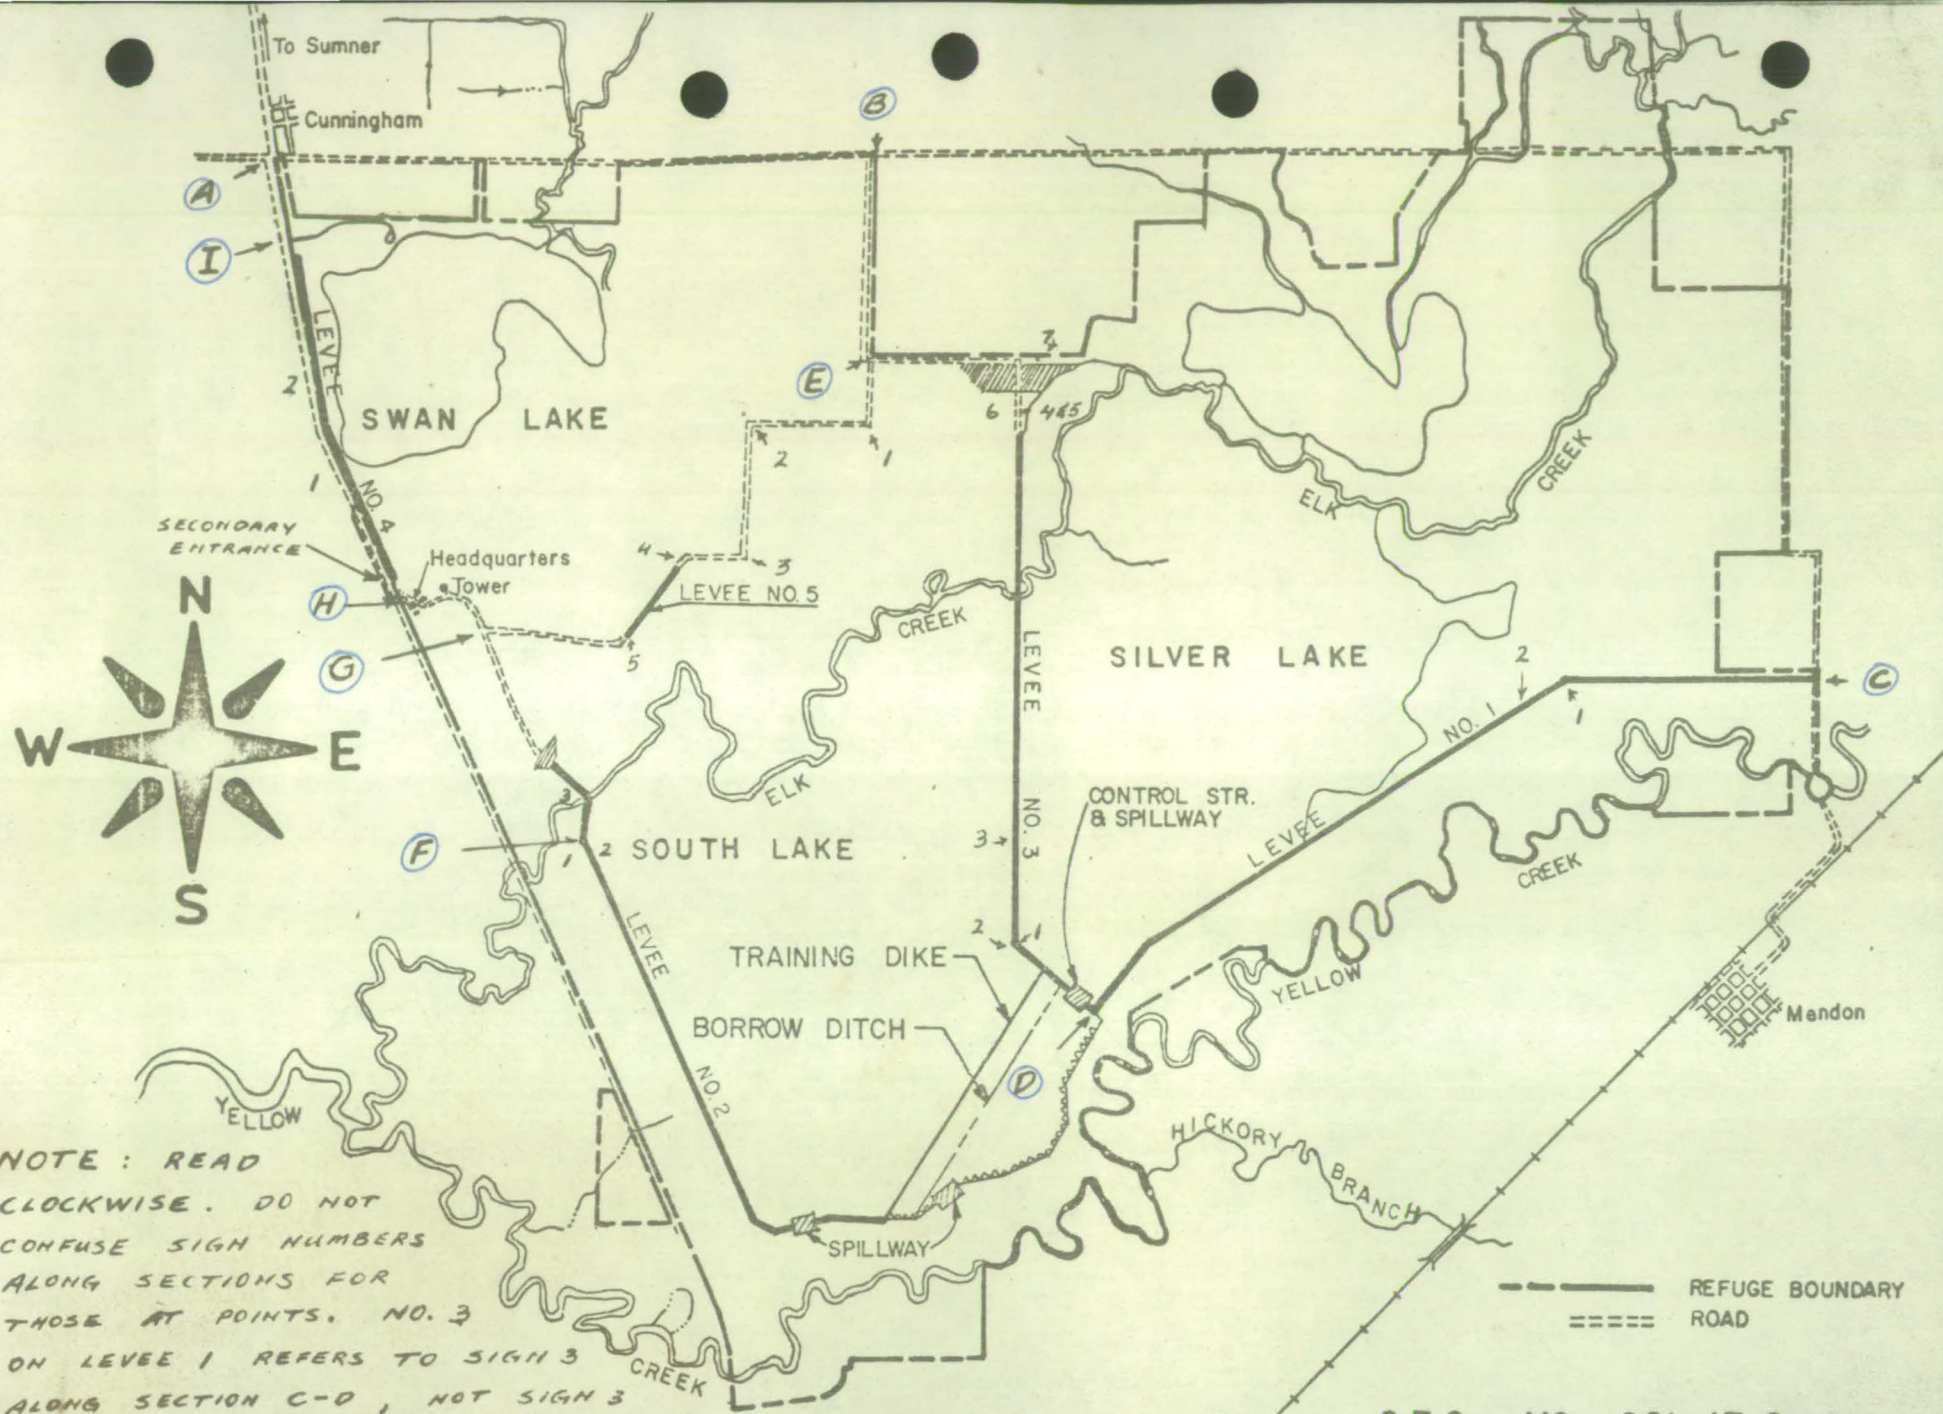 To Sumner
Cunningham
B
A
I
LEVEE
2
SWAN LAKE
E
7
6
4&5
2
1
1
NO. 4
SECONDARY
ENTRANCE
Headquarters
Tower
4
3
LEVEE NO. 5
ELK
CREEK
H
N
G
5
CREEK
LEVEE
SILVER LAKE
2
C
1
NO. 1
W
E
ELK
3
NO. 3
CONTROL STR.
& SPILLWAY
F
1
2
SOUTH LAKE
3
LEVEE
CREEK
S
LEVEE
2
1
TRAINING DIKE
YELLOW
BORROW DITCH
Mendon
D
NO. 2
YELLOW
HICKORY
BRANCH
NOTE : READ
CLOCKWISE. DO NOT
CONFUSE SIGN NUMBERS
ALONG SECTIONS FOR
THOSE AT POINTS. NO. 3
ON LEVEE 1 REFERS TO SIGN 3
ALONG SECTION C-D, NOT SIGN 3
SPILLWAY
CREEK
REFUGE BOUNDARY
ROAD